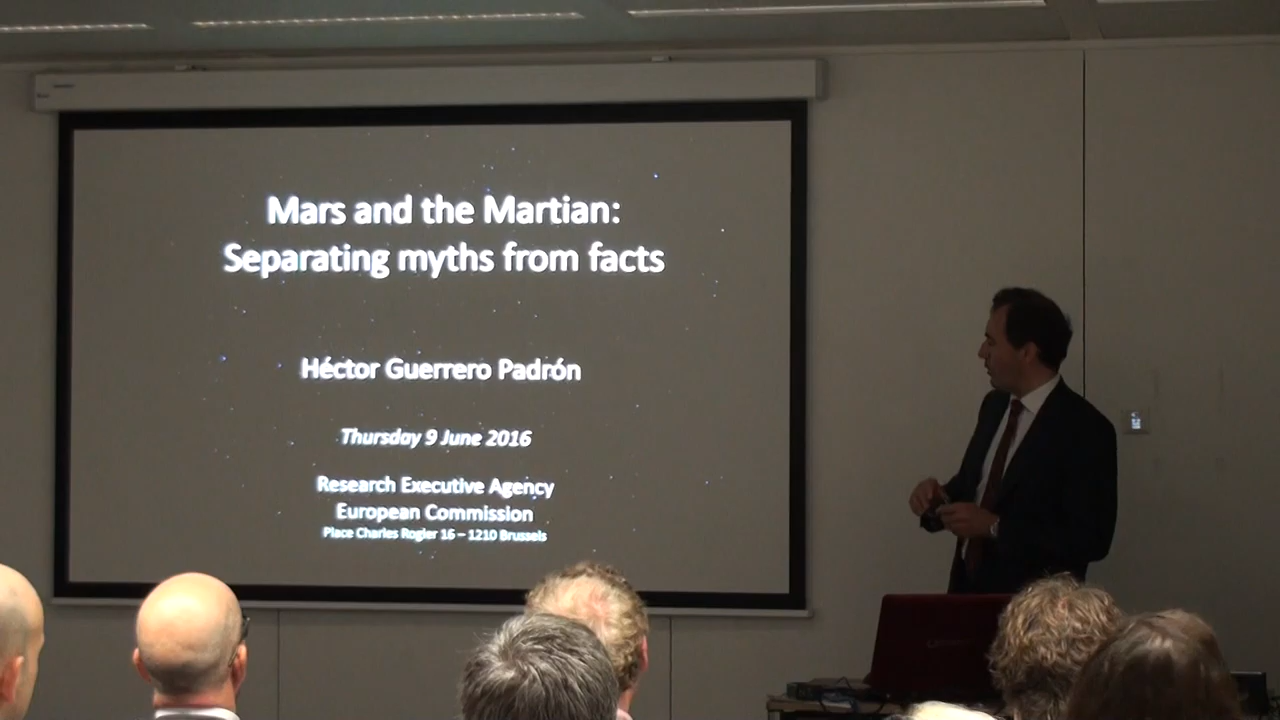 Mars and the Martian:
Separating myths from facts
Héctor Guerrero Padrón
Thursday 9 June 2016
Research Executive Agency
European Commission
Place Charles Rogier 16 – 1210 Brussels